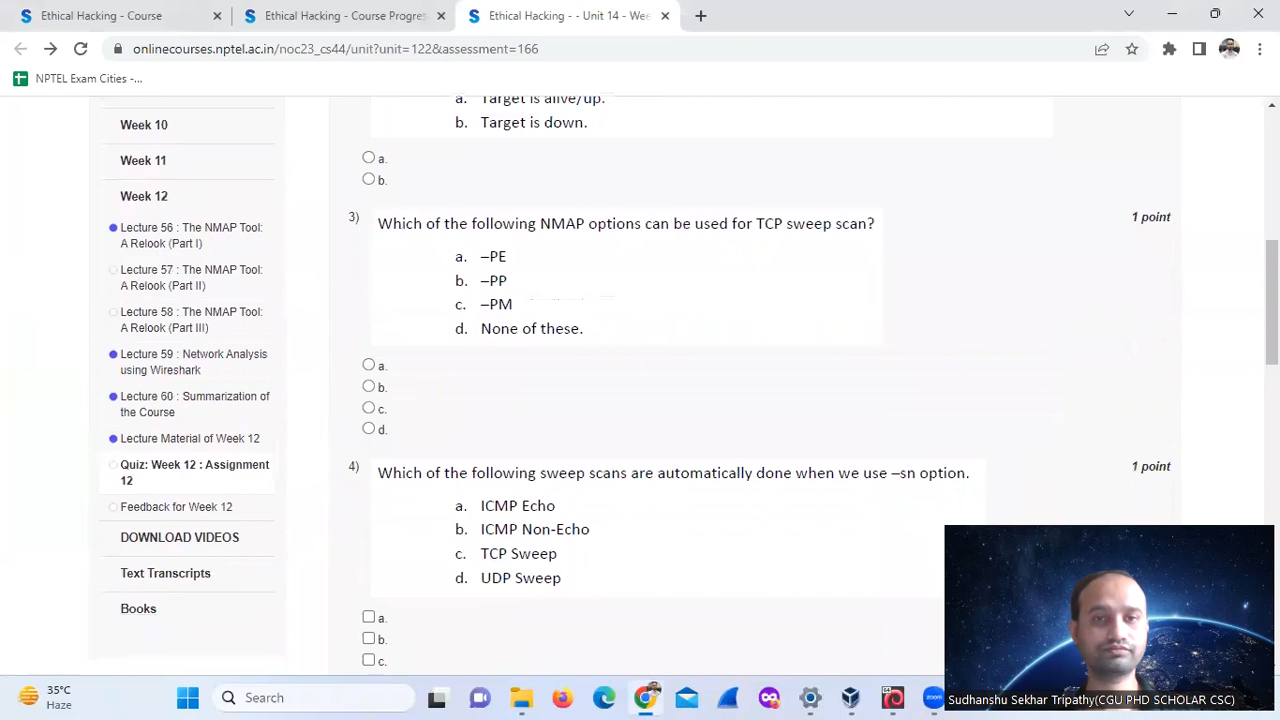 Ethical Hacking - Course
Ethical Hacking - Course Progres
Ethical Hacking - - Unit 14 - Wee
onlinecourses.nptel.ac.in/noc23_cs44/unit?unit=122&assessment=166
NPTEL Exam Cities -...
Week 10
Week 11
Week 12
Lecture 56 : The NMAP Tool:
A Relook (Part I)
Lecture 57 : The NMAP Tool:
A Relook (Part II)
Lecture 58 : The NMAP Tool:
A Relook (Part III)
Lecture 59 : Network Analysis
using Wireshark
Lecture 60 : Summarization of
the Course
Lecture Material of Week 12
Quiz: Week 12 : Assignment
12
Feedback for Week 12
DOWNLOAD VIDEOS
Text Transcripts
Books
a. Target is alive/up.
b. Target is down.
a.
b.
3) Which of the following NMAP options can be used for TCP sweep scan? 1 point
a. –PE
b. –PP
c. –PM
d. None of these.
a.
b.
c.
d.
4) Which of the following sweep scans are automatically done when we use –sn option. 1 point
a. ICMP Echo
b. ICMP Non-Echo
c. TCP Sweep
d. UDP Sweep
a.
b.
c.
Sudhanshu Sekhar Tripathy(CGU PHD SCHOLAR CSC)
35°C
Haze
Search
zoom